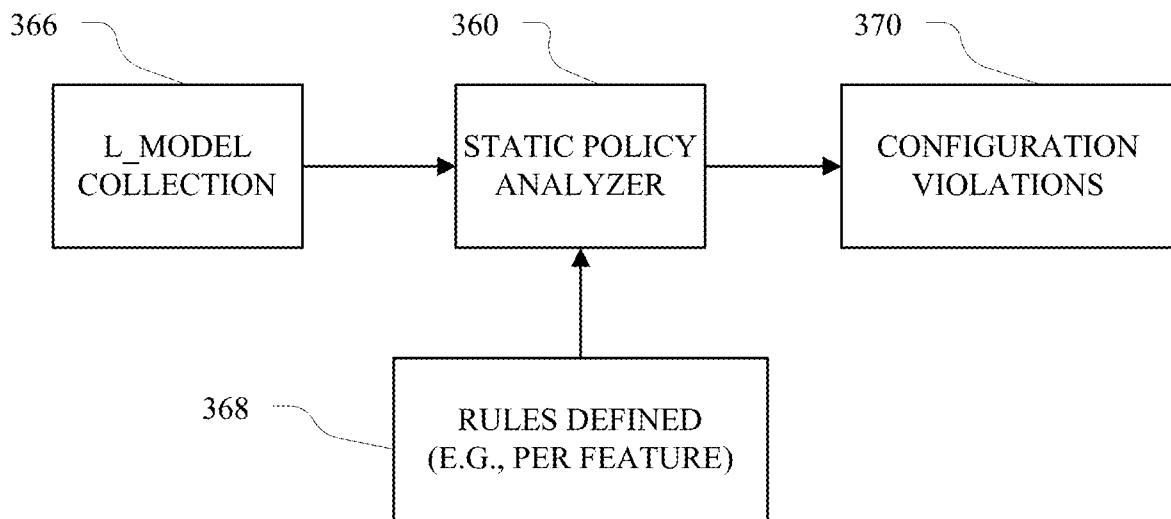 366
360
370
L_MODEL
COLLECTION
STATIC POLICY
ANALYZER
CONFIGURATION
VIOLATIONS
368
RULES DEFINED
(E.G., PER FEATURE)